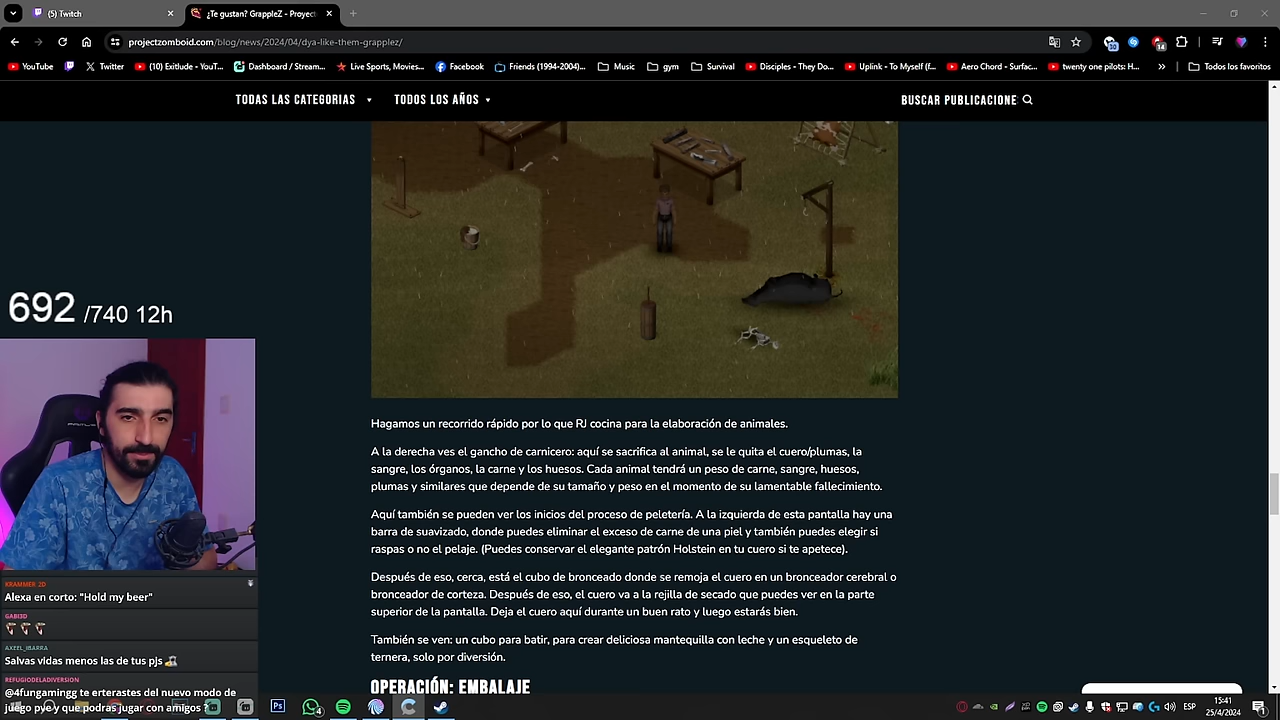 (5) Twitch
¿Te gustan? GrappleZ - Proyec
projectzomboid.com/blog/news/2024/04/dya-like-them-grapplez/
YouTube
Twitter
(10) Exitude - YouT...
Dashboard / Stream...
Live Sports, Movies...
Facebook
Friends (1994–2004)...
Music
gym
Survival
Disciples - They Do...
Uplink - To Myself (f...
Aero Chord - Surfac...
twenty one pilots: H...
Todos los favoritos
TODAS LAS CATEGORIAS
TODOS LOS AÑOS
BUSCAR PUBLICACIONE
692 /740 12h
Hagamos un recorrido rápido por lo que RJ cocina para la elaboración de animales.
A la derecha ves el gancho de carnicero: aquí se sacrifica al animal, se le quita el cuero/plumas, la
sangre, los órganos, la carne y los huesos. Cada animal tendrá un peso de carne, sangre, huesos,
plumas y similares que depende de su tamaño y peso en el momento de su lamentable fallecimiento.
Aquí también se pueden ver los inicios del proceso de peletería. A la izquierda de esta pantalla hay una
barra de suavizado, donde puedes eliminar el exceso de carne de una piel y también puedes elegir si
raspas o no el pelaje. (Puedes conservar el elegante patrón Holstein en tu cuero si te apetece).
Después de eso, cerca, está el cubo de bronceado donde se remoja el cuero en un bronceador cerebral o
bronceador de corteza. Después de eso, el cuero va a la rejilla de secado que puedes ver en la parte
superior de la pantalla. Deja el cuero aquí durante un buen rato y luego estarás bien.
También se ven: un cubo para batir, para crear deliciosa mantequilla con leche y un esqueleto de
ternera, solo por diversión.
OPERACIÓN: EMBALAJE
KRAMMER_2D
Alexa en corto: "Hold my beer"
GABI3D
AXEEL_IBARRA
Salvas vidas menos las de tus pjs
REFUGIODELADIVERSION
@4fungamingg te erterastes del nuevo modo de
juego pve y que podras jugar con amigos ?
ESP
15:41
25/4/2024